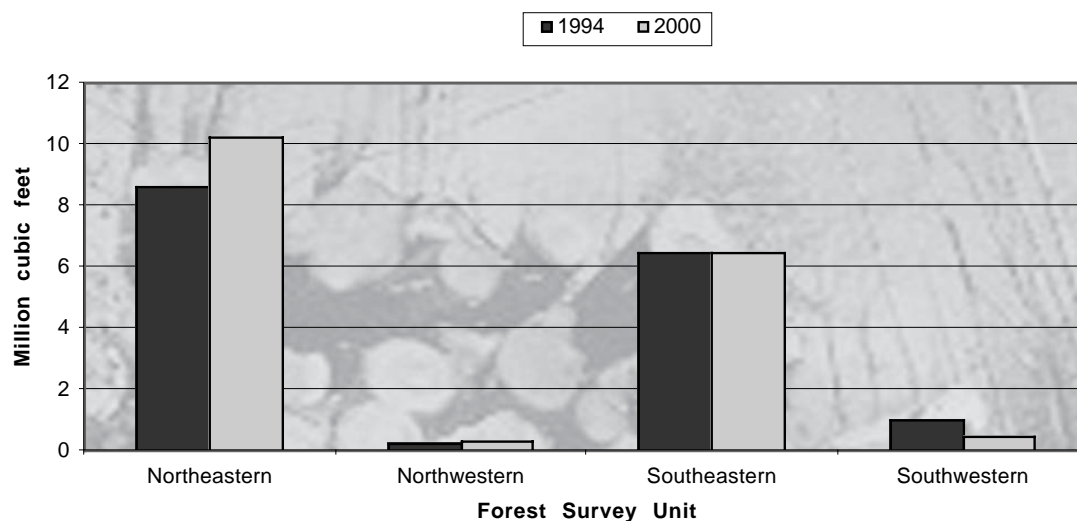 1994 2000
Million cubic feet
12
10
8
6
4
2
0
Northeastern Northwestern Southeastern Southwestern
Forest Survey Unit